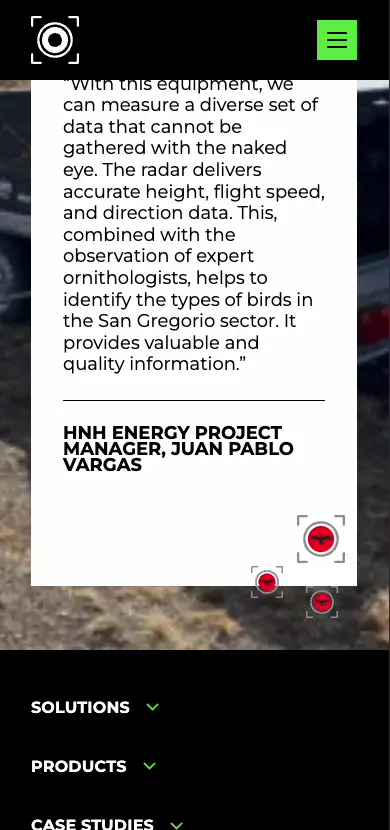 “With this equipment, we
can measure a diverse set of
data that cannot be
gathered with the naked
eye. The radar delivers
accurate height, flight speed,
and direction data. This,
combined with the
observation of expert
ornithologists, helps to
identify the types of birds in
the San Gregorio sector. It
provides valuable and
quality information.”
HNH ENERGY PROJECT
MANAGER, JUAN PABLO
VARGAS
SOLUTIONS
PRODUCTS
CASE STUDIES